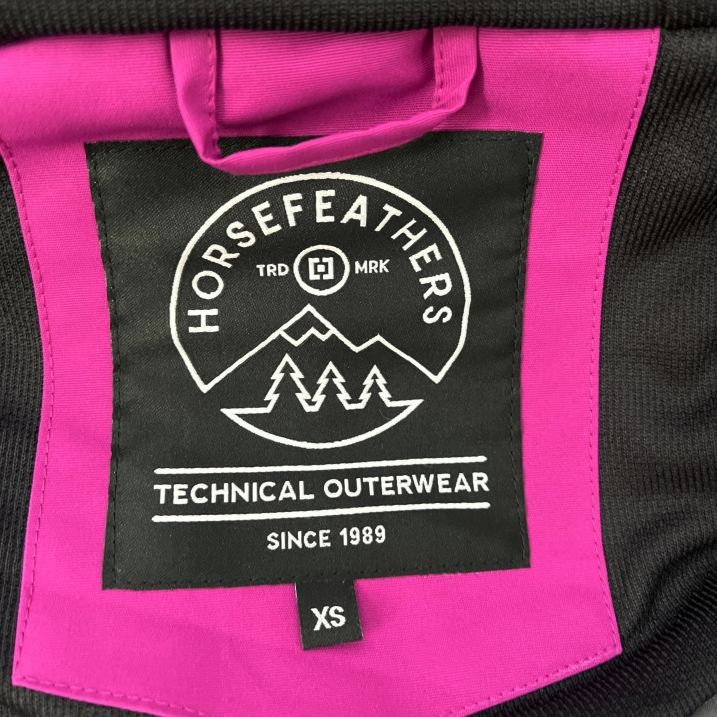 HORSEFEATHERS
TRD MRK
TECHNICAL OUTERWEAR
SINCE 1989
XS